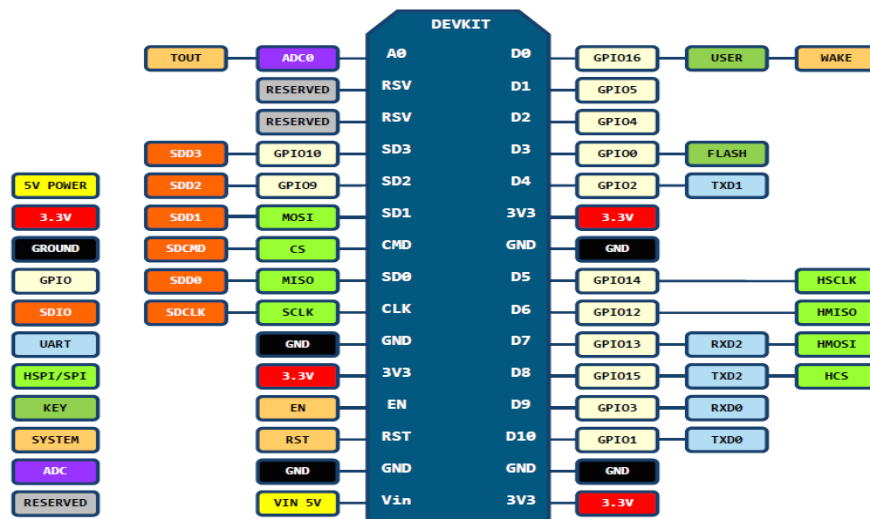 DEVKIT
TOUT ADC0 A0 D0 GPIO16 USER WAKE
RESERVED RSV D1 GPIO5
RESERVED RSV D2 GPIO4
SDD3 GPIO10 SD3 D3 GPIO0 FLASH
5V POWER SDD2 GPIO9 SD2 D4 GPIO2 TXD1
3.3V SDD1 MOSI SD1 3V3 3.3V
GROUND SDCMD CS CMD GND GND
GPIO SDD0 MISO SD0 D5 GPIO14 HSCLK
SDIO SDCLK SCLK CLK D6 GPIO12 HMISO
UART GND GND D7 GPIO13 RXD2 HMOSI
HSPI/SPI 3.3V 3V3 D8 GPIO15 TXD2 HCS
KEY EN EN D9 GPIO3 RXD0
SYSTEM RST RST D10 GPIO1 TXD0
ADC GND GND GND GND
RESERVED VIN 5V Vin 3V3 3.3V